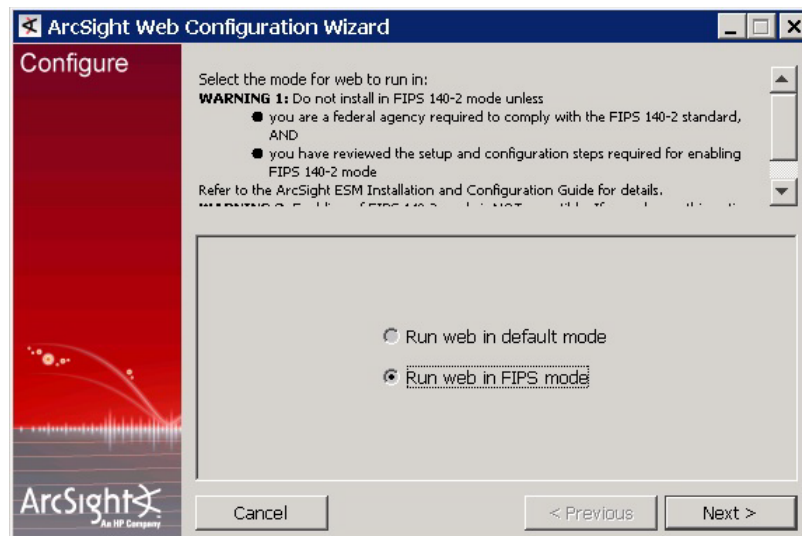 ArcSight Web Configuration Wizard
Configure
Select the mode for web to run in:
WARNING 1: Do not install in FIPS 140-2 mode unless
● you are a federal agency required to comply with the FIPS 140-2 standard,
AND
● you have reviewed the setup and configuration steps required for enabling
FIPS 140-2 mode
Refer to the ArcSight ESM Installation and Configuration Guide for details.
Run web in default mode
Run web in FIPS mode
ArcSight
An HP Company
Cancel
< Previous
Next >